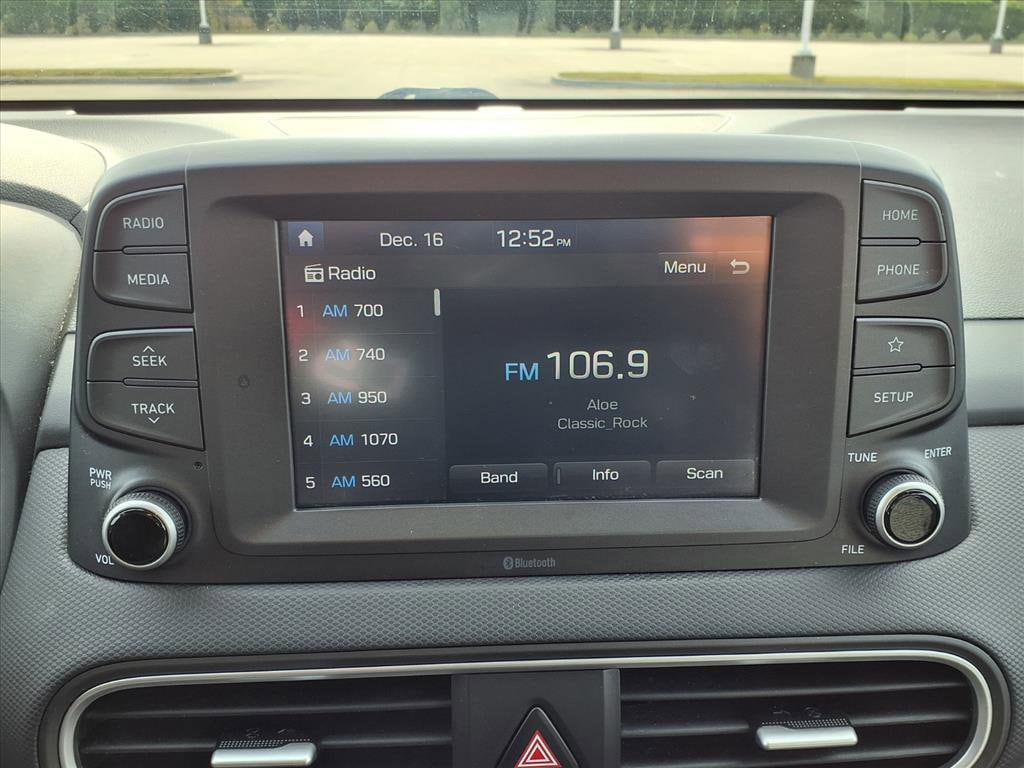 RADIO
MEDIA
SEEK
TRACK
PWR
PUSH
VOL
Dec. 16
12:52 PM
Radio
Menu
1 AM 700
2 AM 740
3 AM 950
4 AM 1070
5 AM 560
FM 106.9
Aloe
Classic_Rock
Band
Info
Scan
HOME
PHONE
SETUP
TUNE
ENTER
FILE
Bluetooth